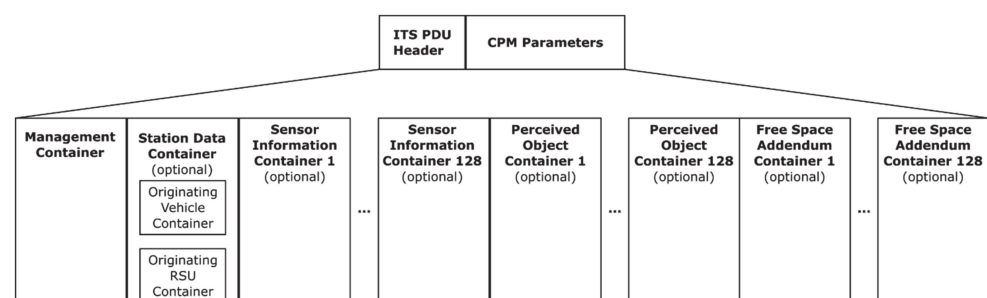 ITS PDU
Header
CPM Parameters
Management
Container
Station Data
Container
(optional)
Originating
Vehicle
Container
Originating
RSU
Container
Sensor
Information
Container 1
(optional)
...
Sensor
Information
Container 128
(optional)
Perceived
Object
Container 1
(optional)
...
Perceived
Object
Container 128
(optional)
Free Space
Addendum
Container 1
(optional)
...
Free Space
Addendum
Container 128
(optional)